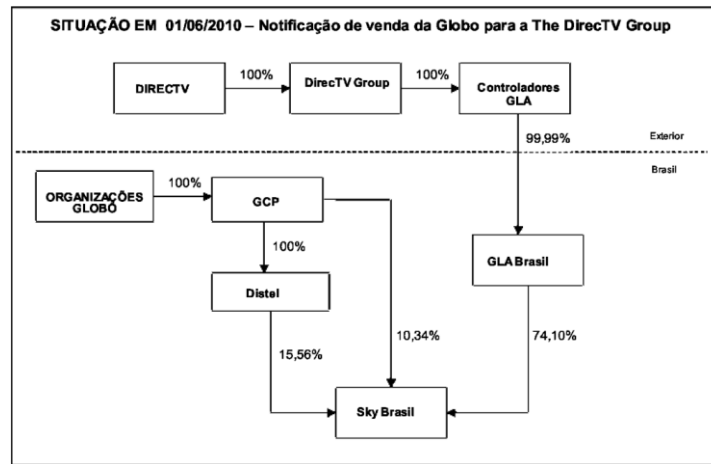 SITUAÇÃO EM 01/06/2010 – Notificação de venda da Globo para a The DirecTV Group
DIRECTV
100%
DirecTV Group
100%
Controladores
GLA
99,99%
Exterior
Brasil
ORGANIZAÇÕES
GLOBO
100%
GCP
100%
GLA Brasil
Distel
15,56%
10,34%
74,10%
Sky Brasil